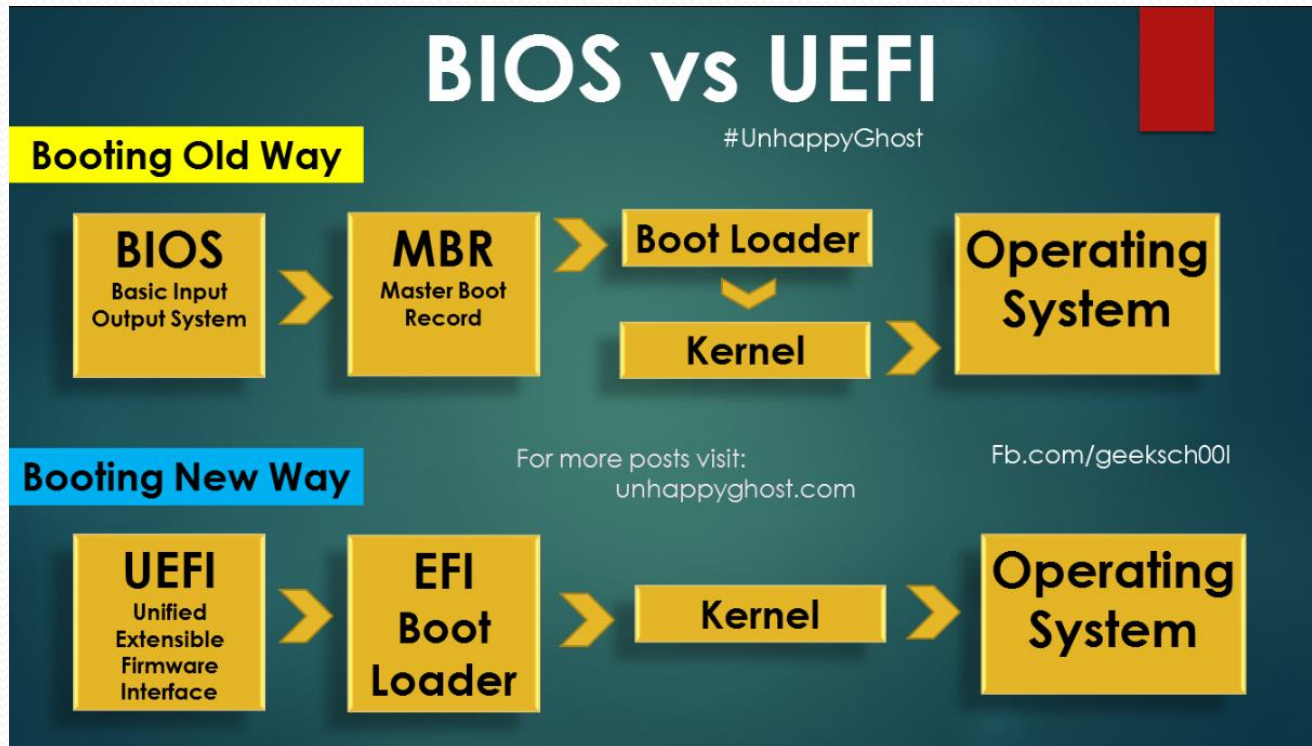 BIOS vs UEFI
#UnhappyGhost
Booting Old Way
BIOS
Basic Input
Output System
MBR
Master Boot
Record
Boot Loader
Kernel
Operating
System
For more posts visit:
unhappyghost.com
Fb.com/geeksch00l
Booting New Way
UEFI
Unified
Extensible
Firmware
Interface
EFI
Boot
Loader
Kernel
Operating
System